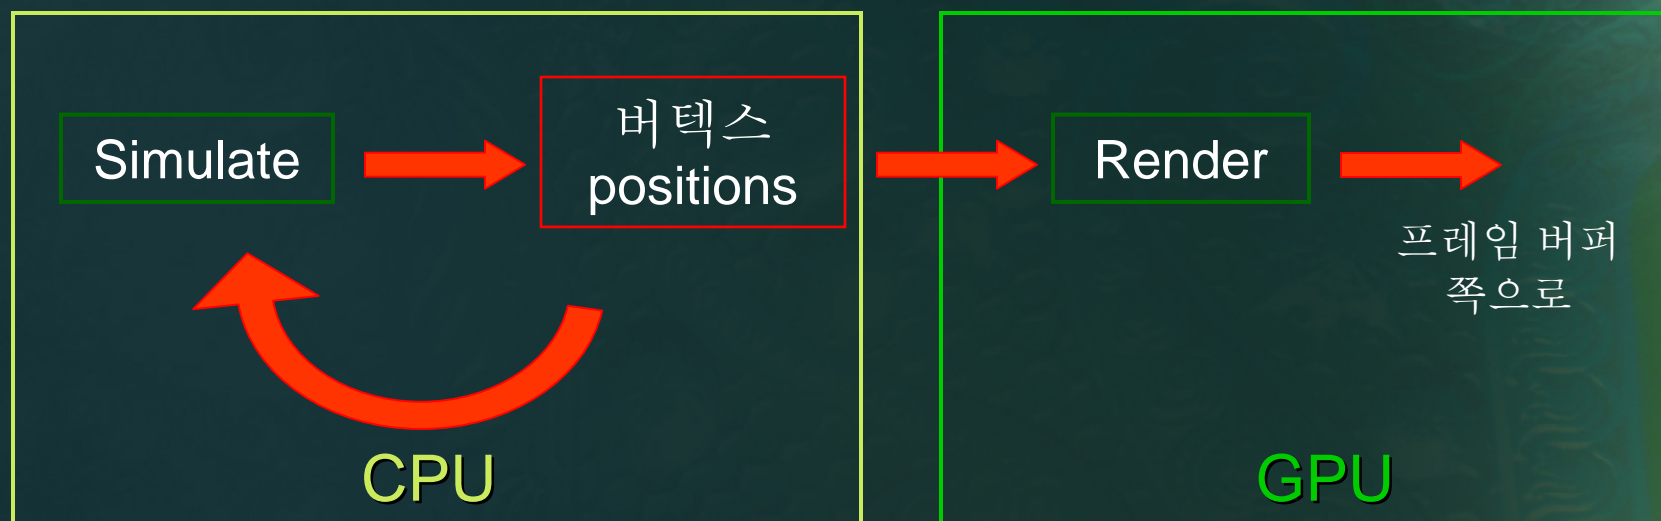 Simulate
버텍스
positions
Render
프레임 버퍼
쪽으로
CPU
GPU